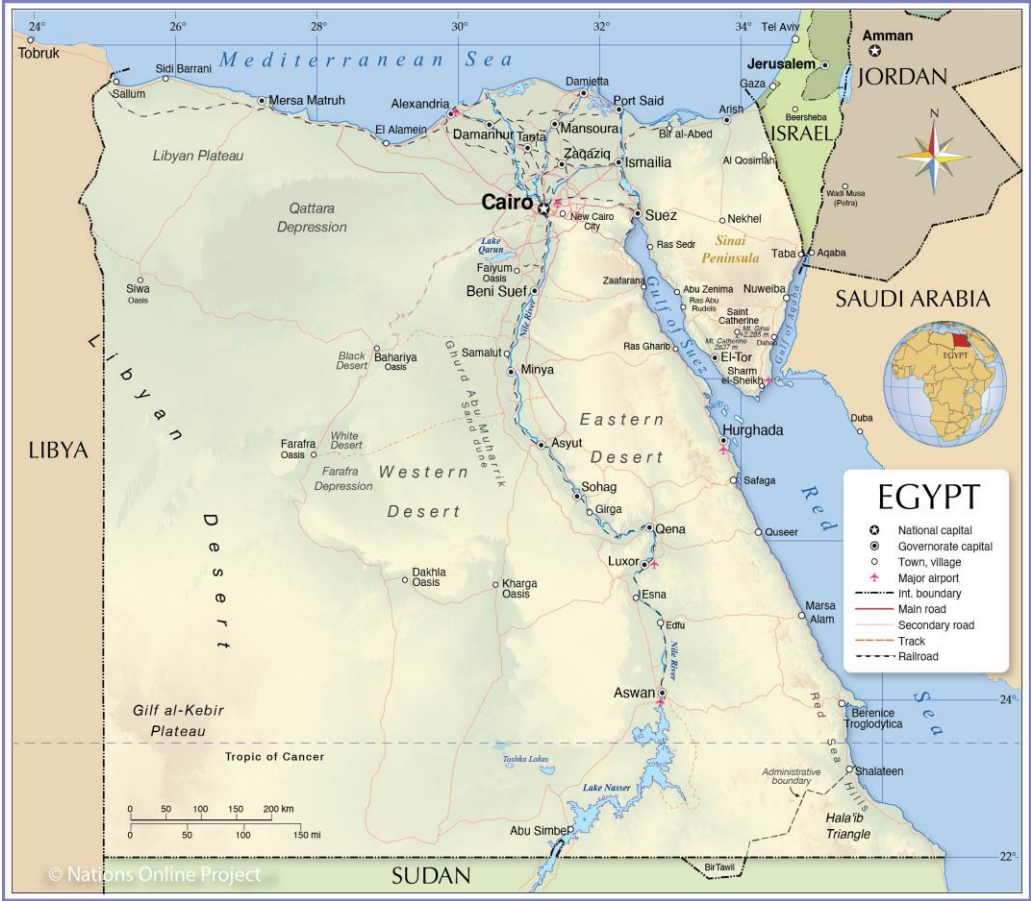 24°
26°
28°
30°
32°
34°
Tel Aviv
Tobruk
Amman
Mediterranean Sea
Sidi Barrani
Jerusalem
JORDAN
Sallum
Mersa Matruh
Alexandria
Damietta
Port Said
Gaza
Arish
Beersheba
N
El Alamein
Damanhur
Tanta
Mansoura
Bir al-Abed
ISRAEL
Libyan Plateau
Zaqaziq
Ismailia
Al Qosimah
Wadi Musa
(Petra)
Qattara
Depression
Cairo
New Cairo
City
Suez
Nekhel
Lake
Qarun
Ras Sedr
Sinai
Peninsula
Taba
Aqaba
Siwa
Oasis
Faiyum
Oasis
Beni Suef
Nile River
Zaafarana
Gulf of Suez
Abu Zenima
Ras Abu
Rudeis
Nuweiba
Gulf of Aqaba
SAUDI ARABIA
Saint
Catherine
Mt. Sinai
2,285 m
Mt. Catherine
2637 m
Dahab
Libyan
Desert
Black
Desert
Bahariya
Oasis
Samalut
Minya
Ghurd Abu Muharrik
Sand dune
Ras Gharib
El-Tor
Sharm
el-Sheikh
EGYPT
Duba
LIBYA
Farafra
Oasis
White
Desert
Farafra
Depression
Western
Desert
Asyut
Eastern
Desert
Hurghada
Safaga
Red
Sea
Sohag
Girga
Qena
Quseer
Luxor
Dakhla
Oasis
Kharga
Oasis
Esna
Edfu
Marsa
Alam
Nile River
Aswan
EGYPT
National capital
Governorate capital
Town, village
Major airport
Int. boundary
Main road
Secondary road
Track
Railroad
24°
Gilf al-Kebir
Plateau
Red Sea Hills
Berenice
Troglodytica
Tropic of Cancer
Toshka Lakes
Lake Nasser
Administrative
boundary
Shalateen
0 50 100 150 200 km
0 50 100 150 mi
Abu Simbel
Hala'ib
Triangle
22°
Bir Tawil
SUDAN
© Nations Online Project